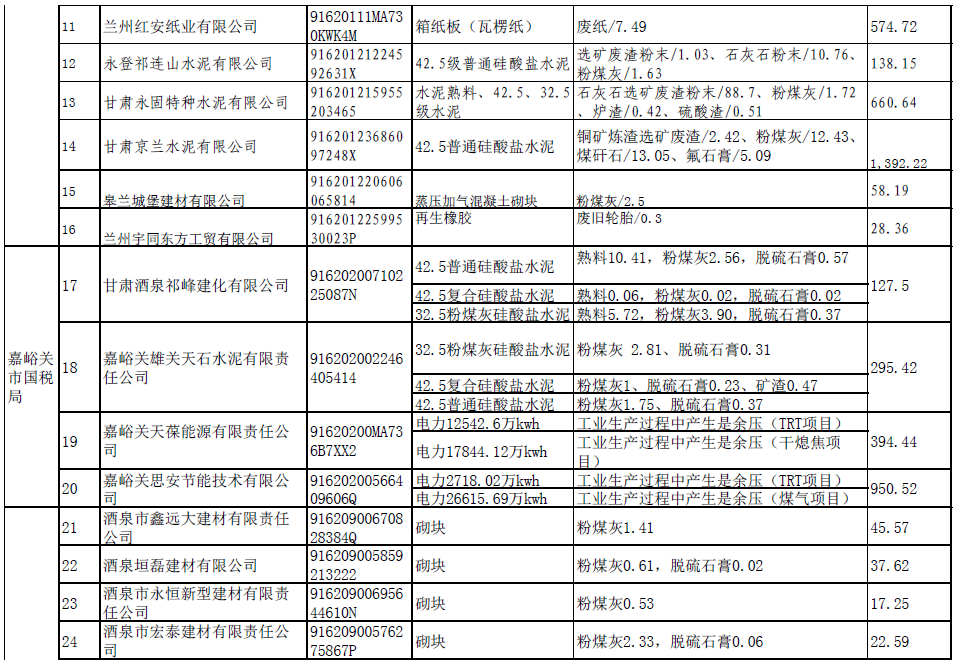 11 兰州红安纸业有限公司 91620111MA73 箱纸板（瓦楞纸） 废纸/7.49 574.72
0KWK4M
12 永登祁连山水泥有限公司 916201212245 42.5级普通硅酸盐水泥 选矿废渣粉末/1.03、石灰石粉末/10.76、 138.15
92631X 粉煤灰/1.63
13 甘肃永固特种水泥有限公司 916201215955 水泥熟料、42.5、32.5 石灰石选矿废渣粉末/88.7、粉煤灰/1.72 660.64
203465 级水泥 、炉渣/0.42、硫酸渣/0.51
14 甘肃京兰水泥有限公司 916201236860 42.5普通硅酸盐水泥 铜矿炼渣选矿废渣/2.42、粉煤灰/12.43、
97248X 煤矸石/13.05、氟石膏/5.09 1,392.22
15 皋兰城堡建材有限公司 916201220606 蒸压加气混凝土砌块 粉煤灰/2.5 58.19
065814
16 兰州宇同东方工贸有限公司 916201225995 再生橡胶 废旧轮胎/0.3 28.36
30023P
17 甘肃酒泉祁峰建化有限公司 916202007102 42.5普通硅酸盐水泥 熟料10.41，粉煤灰2.56，脱硫石膏0.57 127.5
25087N 42.5复合硅酸盐水泥 熟料0.06，粉煤灰0.02，脱硫石膏0.02
32.5粉煤灰硅酸盐水泥 熟料5.72，粉煤灰3.90，脱硫石膏0.37
嘉峪关
市国税
局
18 嘉峪关雄关天石水泥有限责 916202002246 32.5粉煤灰硅酸盐水泥 粉煤灰 2.81、脱硫石膏0.31 295.42
任公司 405414 42.5复合硅酸盐水泥 粉煤灰1、脱硫石膏0.23、矿渣0.47
42.5普通硅酸盐水泥 粉煤灰1.75、脱硫石膏0.37
19 嘉峪关天葆能源有限责任公 91620200MA73 电力12542.6万kwh 工业生产过程中产生是余压（TRT项目） 394.44
司 6B7XX2 电力17844.12万kwh 工业生产过程中产生是余压（干熄焦项
目）
20 嘉峪关思安节能技术有限公 916202005664 电力2718.02万kwh 工业生产过程中产生是余压（TRT项目） 950.52
司 09606Q 电力26615.69万kwh 工业生产过程中产生是余压（煤气项目）
21 酒泉市鑫远大建材有限责任 916209006708 砌块 粉煤灰1.41 45.57
公司 28384Q
22 酒泉垣磊建材有限公司 916209005859 砌块 粉煤灰0.61，脱硫石膏0.02 37.62
213222
23 酒泉市永恒新型建材有限责 916209006956 砌块 粉煤灰0.53 17.25
任公司 44610N
24 酒泉市宏泰建材有限责任公 916209005762 砌块 粉煤灰2.33，脱硫石膏0.06 22.59
司 75867P